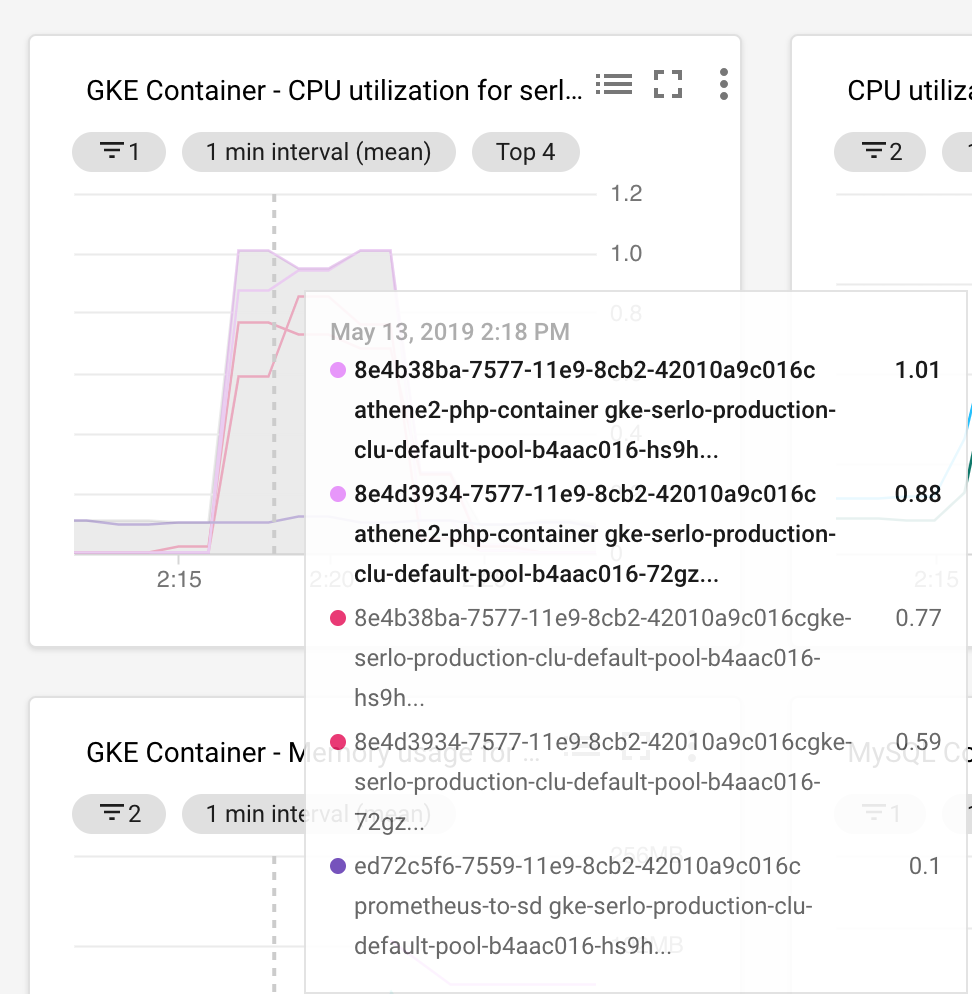 GKE Container - CPU utilization for serl...
1
1 min interval (mean)
Top 4
CPU utiliz
2
1.2
1.0
0.8
0.4
0
2:15
2:20
2:15
May 13, 2019 2:18 PM
8e4b38ba-7577-11e9-8cb2-42010a9c016c 1.01
athene2-php-container gke-serlo-production-
clu-default-pool-b4aac016-hs9h...
8e4d3934-7577-11e9-8cb2-42010a9c016c 0.88
athene2-php-container gke-serlo-production-
clu-default-pool-b4aac016-72gz...
8e4b38ba-7577-11e9-8cb2-42010a9c016cgke- 0.77
serlo-production-clu-default-pool-b4aac016-
hs9h...
8e4d3934-7577-11e9-8cb2-42010a9c016cgke- 0.59
serlo-production-clu-default-pool-b4aac016-
72gz...
ed72c5f6-7559-11e9-8cb2-42010a9c016c 0.1
prometheus-to-sd gke-serlo-production-clu-
default-pool-b4aac016-hs9h...
GKE Container - Memory usage for ...
2
1 min interval (mean)
256MB
MySQL Co
1